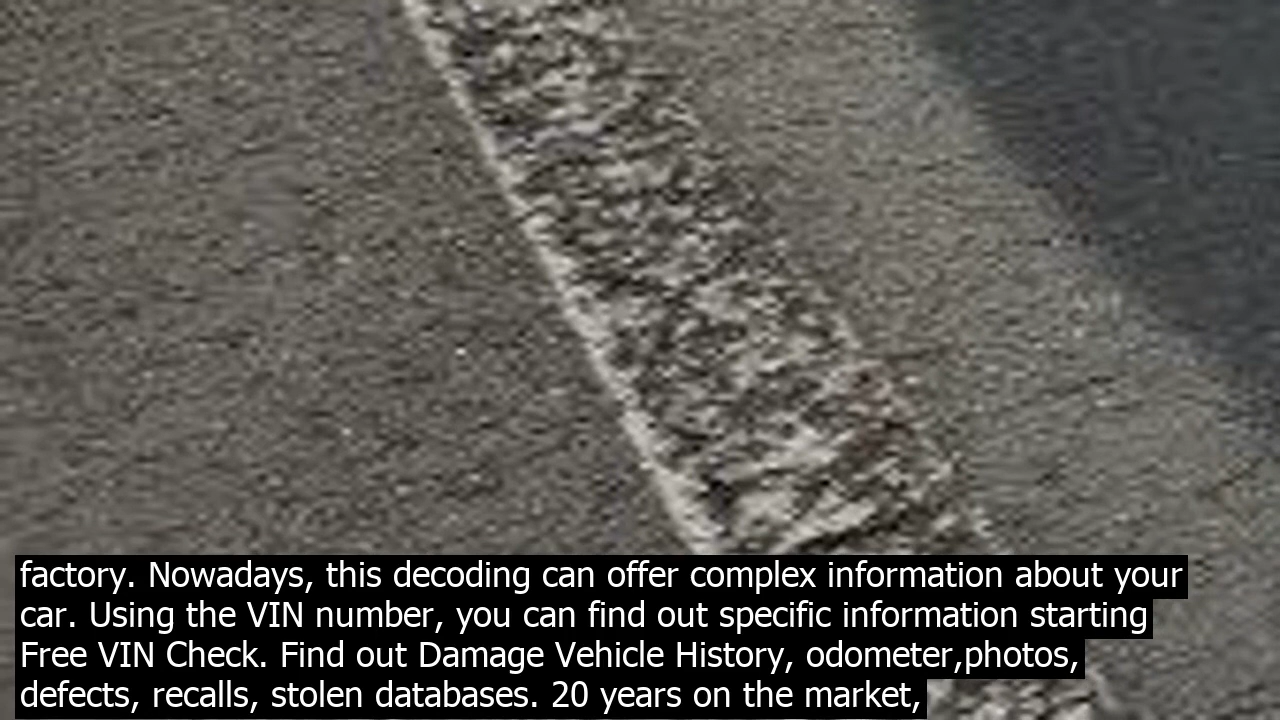 factory. Nowadays, this decoding can offer complex information about your
car. Using the VIN number, you can find out specific information starting
Free VIN Check. Find out Damage Vehicle History, odometer,photos,
defects, recalls, stolen databases. 20 years on the market,